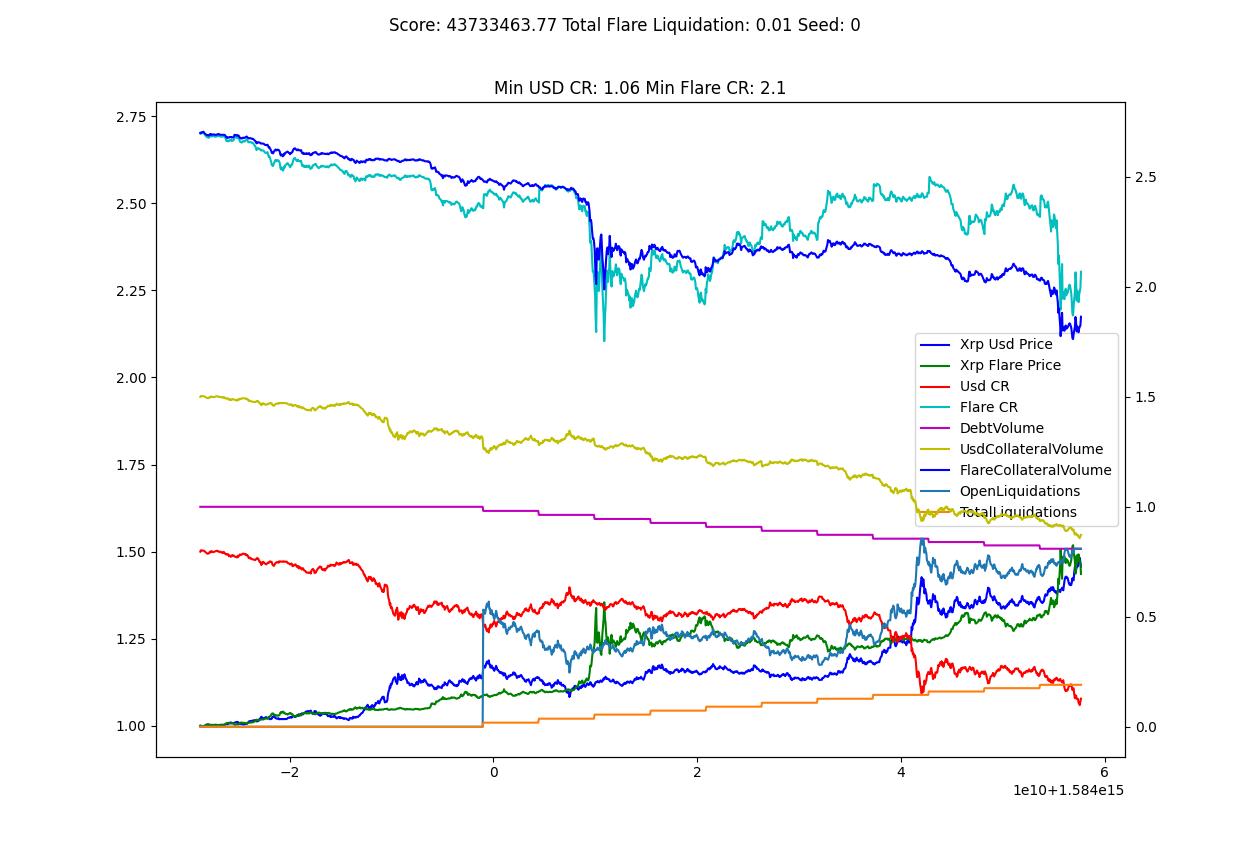 Score: 43733463.77 Total Flare Liquidation: 0.01 Seed: 0
Min USD CR: 1.06 Min Flare CR: 2.1
2.75
2.50
2.25
2.00
1.75
1.50
1.25
1.00
2.5
2.0
1.5
1.0
0.5
0.0
Xrp Usd Price
Xrp Flare Price
Usd CR
Flare CR
DebtVolume
UsdCollateralVolume
FlareCollateralVolume
OpenLiquidations
TotalLiquidations
−2 0 2 4 6
1e10+1.584e15